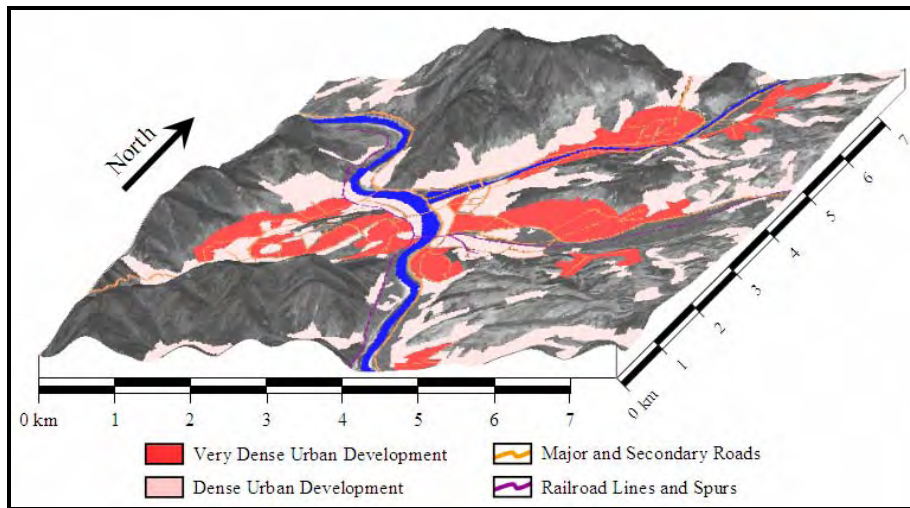 North
7
6
5
4
3
2
1
0 km
0 km 1 2 3 4 5 6 7
Very Dense Urban Development
Major and Secondary Roads
Dense Urban Development
Railroad Lines and Spurs